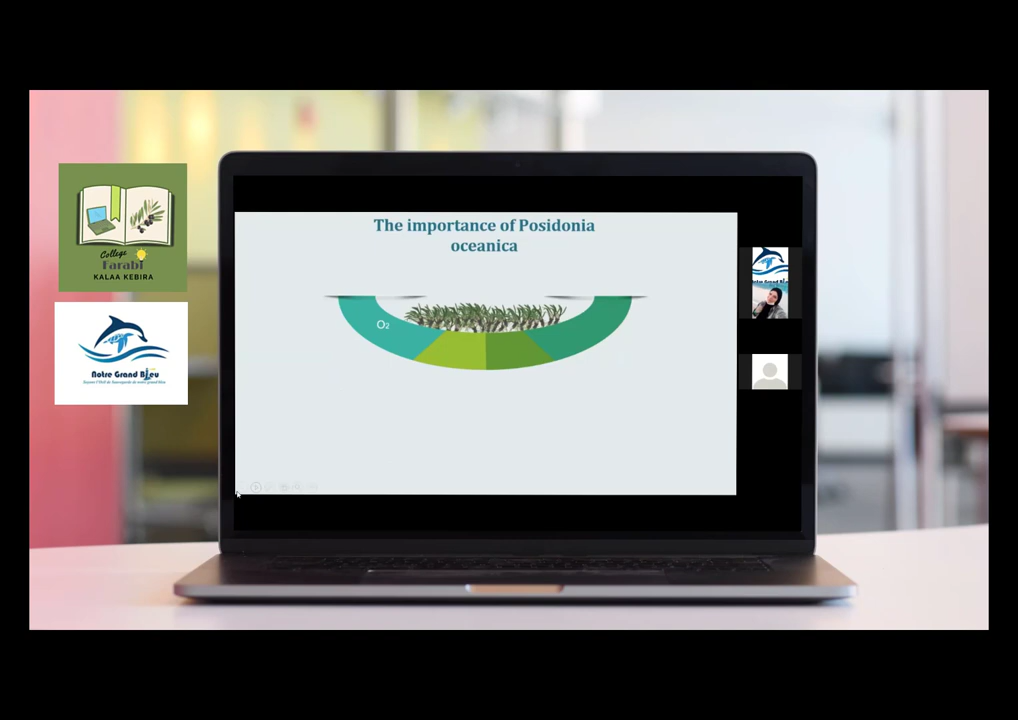 College
Farabi
KALAA KEBIRA
Notre Grand Bleu
The importance of Posidonia
oceanica
O₂